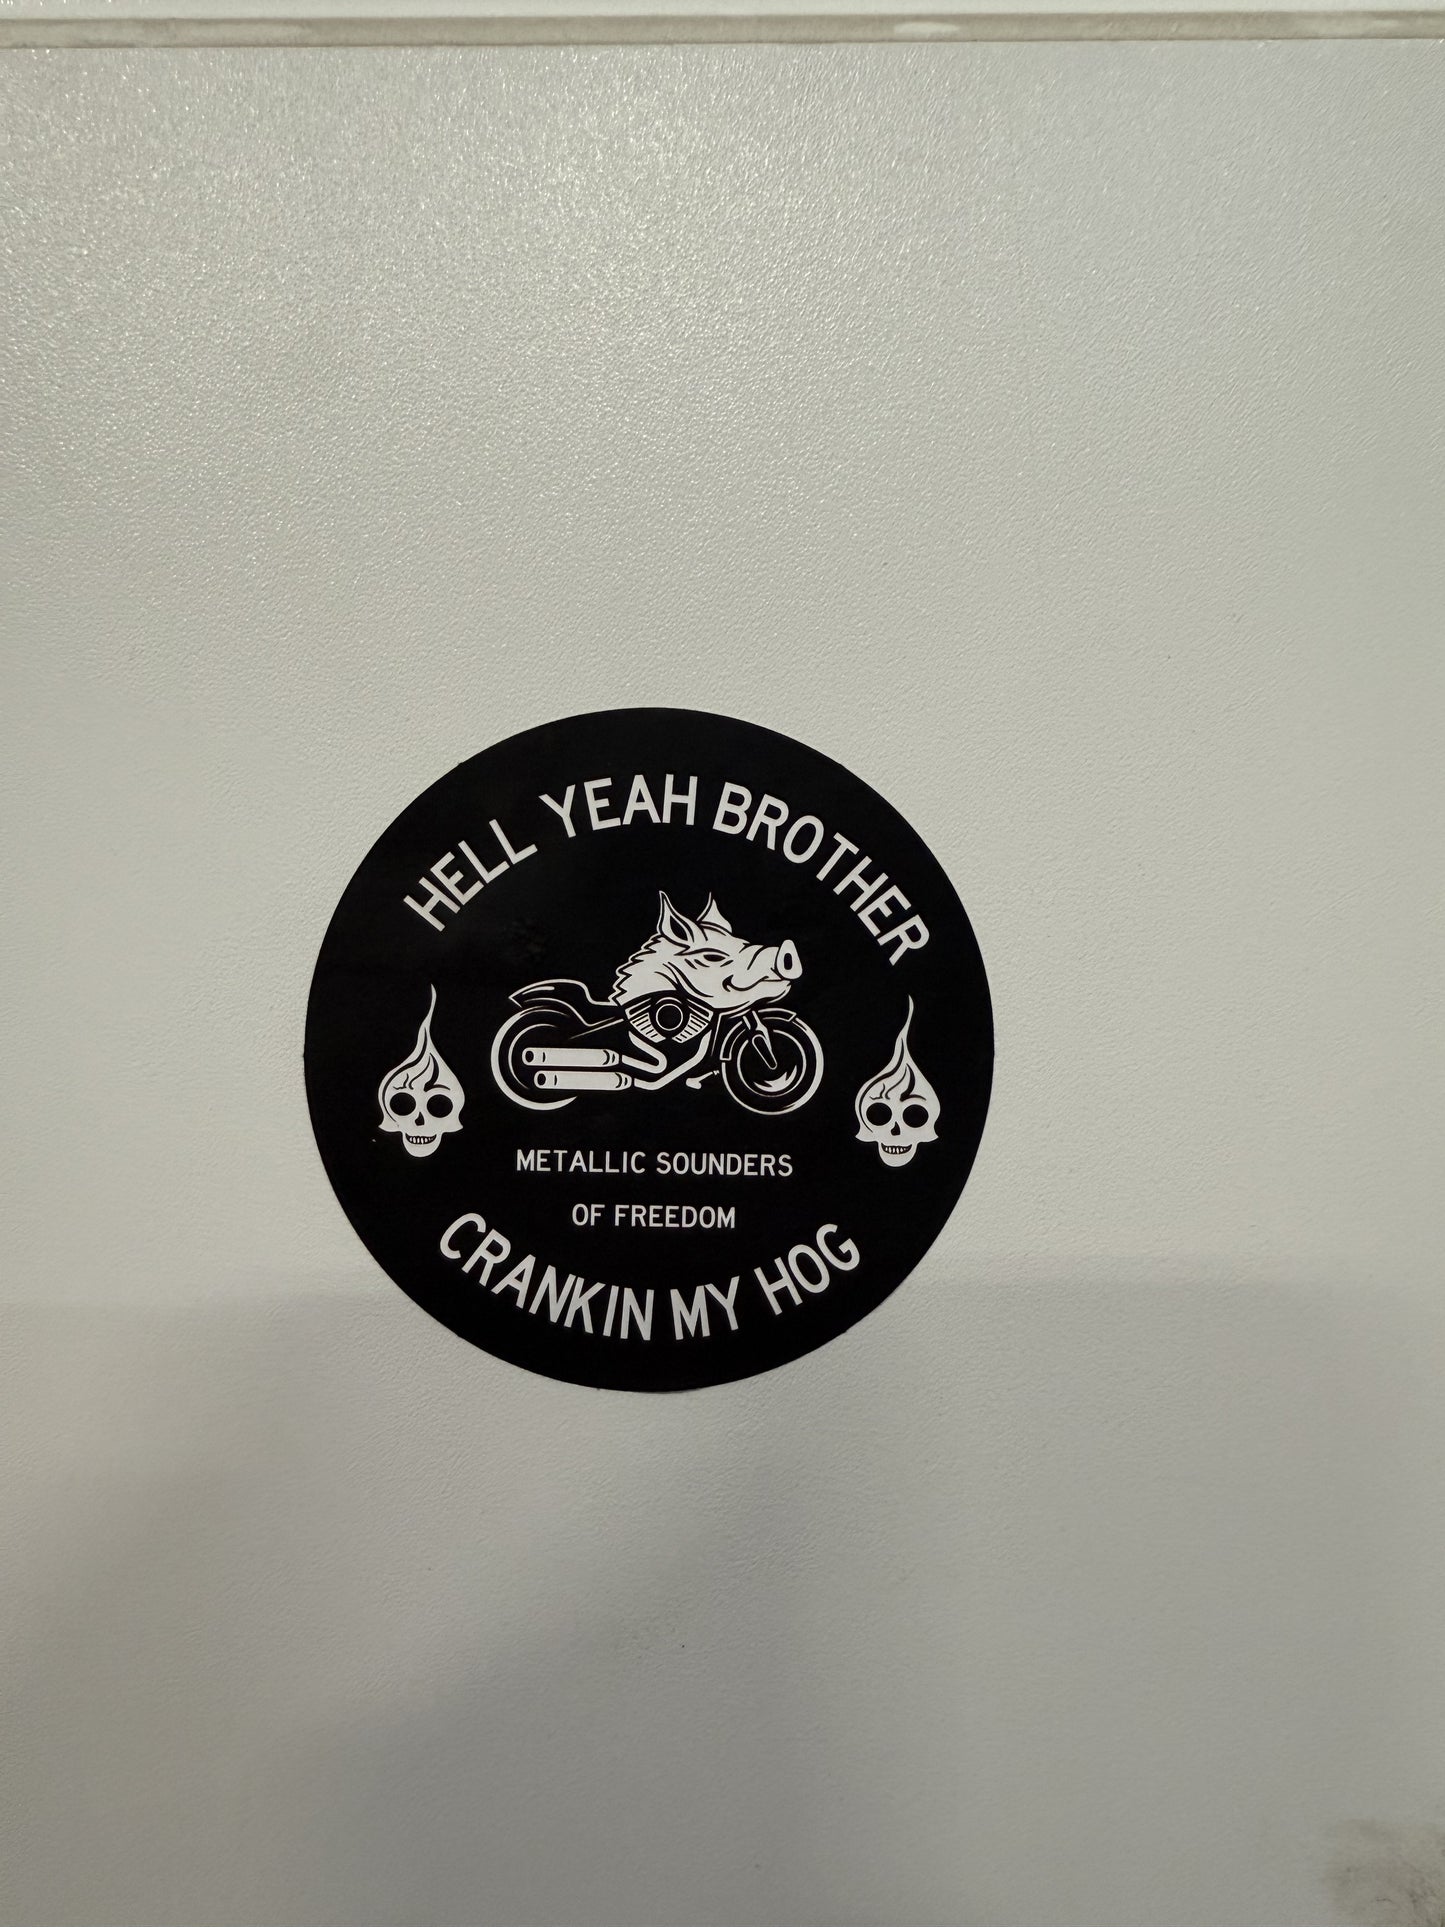 HELL YEAH BROTHER
METALLIC SOUNDERS
OF FREEDOM
CRANKIN MY HOG